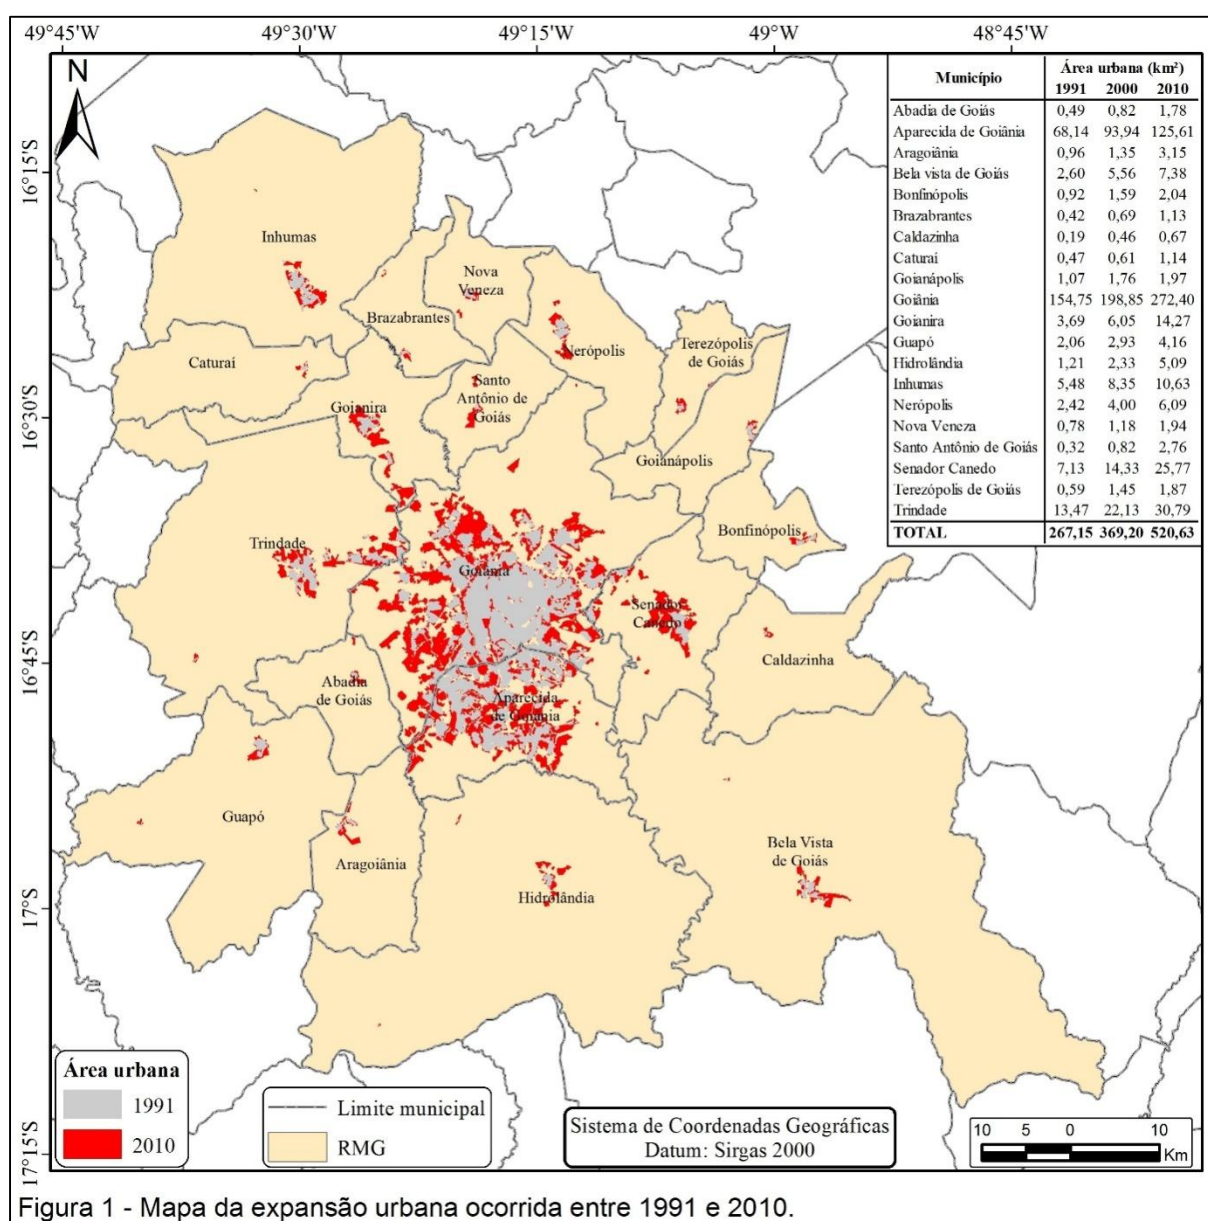 49°45'W 49°30'W 49°15'W 49°0'W 48°45'W
N
16°15'S
16°30'S
16°45'S
17°S
17°15'S
Município Área urbana (km²)
1991 2000 2010
Abadia de Goiás 0,49 0,82 1,78
Aparecida de Goiânia 68,14 93,94 125,61
Aragoiânia 0,96 1,35 3,15
Bela vista de Goiás 2,60 5,56 7,38
Bonfinópolis 0,92 1,59 2,04
Brazabrantes 0,42 0,69 1,13
Caldazinha 0,19 0,46 0,67
Caturaí 0,47 0,61 1,14
Goianápolis 1,07 1,76 1,97
Goiânia 154,75 198,85 272,40
Goianira 3,69 6,05 14,27
Guapó 2,06 2,93 4,16
Hidrolândia 1,21 2,33 5,09
Inhumas 5,48 8,35 10,63
Nerópolis 2,42 4,00 6,09
Nova Veneza 0,78 1,18 1,94
Santo Antônio de Goiás 0,32 0,82 2,76
Senador Canedo 7,13 14,33 25,77
Terezópolis de Goiás 0,59 1,45 1,87
Trindade 13,47 22,13 30,79
TOTAL 267,15 369,20 520,63
Inhumas
Nova
Veneza
Brazabrantes
Nerópolis
Terezópolis
de Goiás
Caturaí
Santo
Antônio de
Goiás
Goianira
Goianápolis
Bonfinópolis
Trindade
Goiânia
Senador
Canedo
Caldazinha
Abadia
de Goiás
Aparecida
de Goiânia
Guapó
Aragoiânia
Hidrolândia
Bela Vista
de Goiás
Área urbana
1991
2010
Limite municipal
RMG
Sistema de Coordenadas Geográficas
Datum: Sirgas 2000
10 5 0 10
Km
Figura 1 - Mapa da expansão urbana ocorrida entre 1991 e 2010.